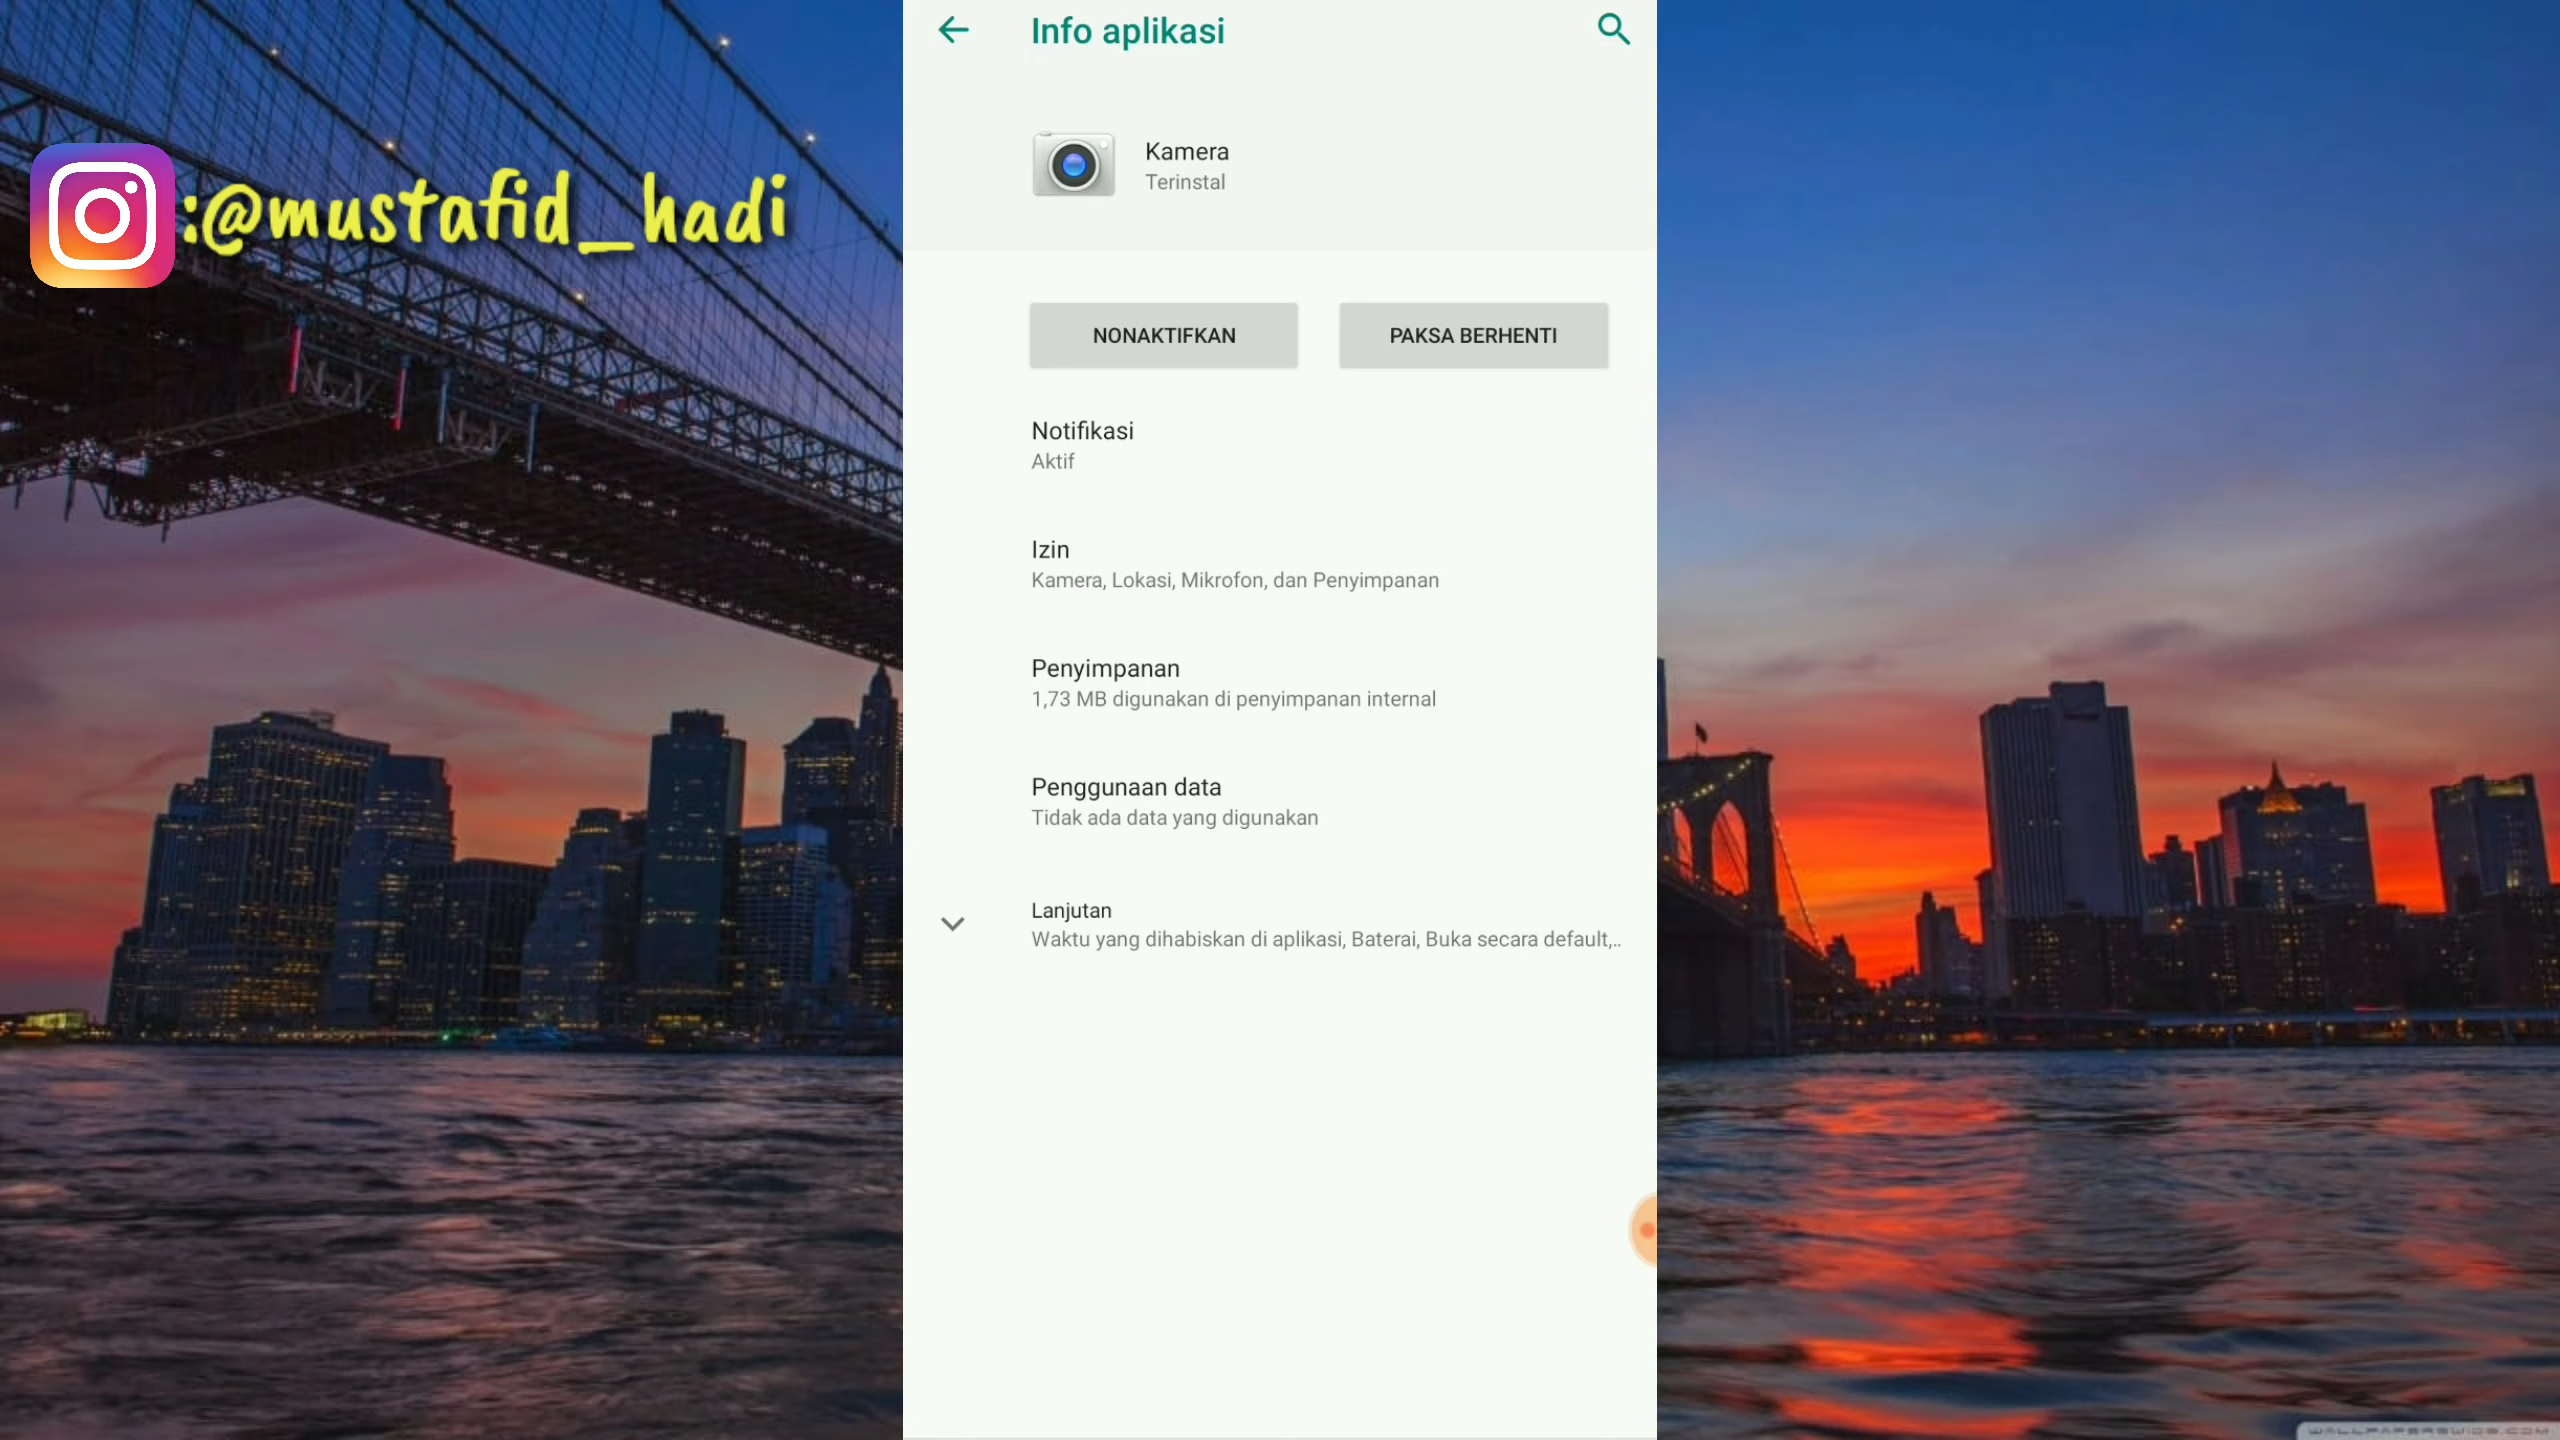 Info aplikasi
:@mustafid_hadi
Kamera
Terinstal
NONAKTIFKAN
PAKSA BERHENTI
Notifikasi
Aktif
Izin
Kamera, Lokasi, Mikrofon, dan Penyimpanan
Penyimpanan
1,73 MB digunakan di penyimpanan internal
Penggunaan data
Tidak ada data yang digunakan
Lanjutan
Waktu yang dihabiskan di aplikasi, Baterai, Buka secara default,..
WALLPAPERSWIDE.COM